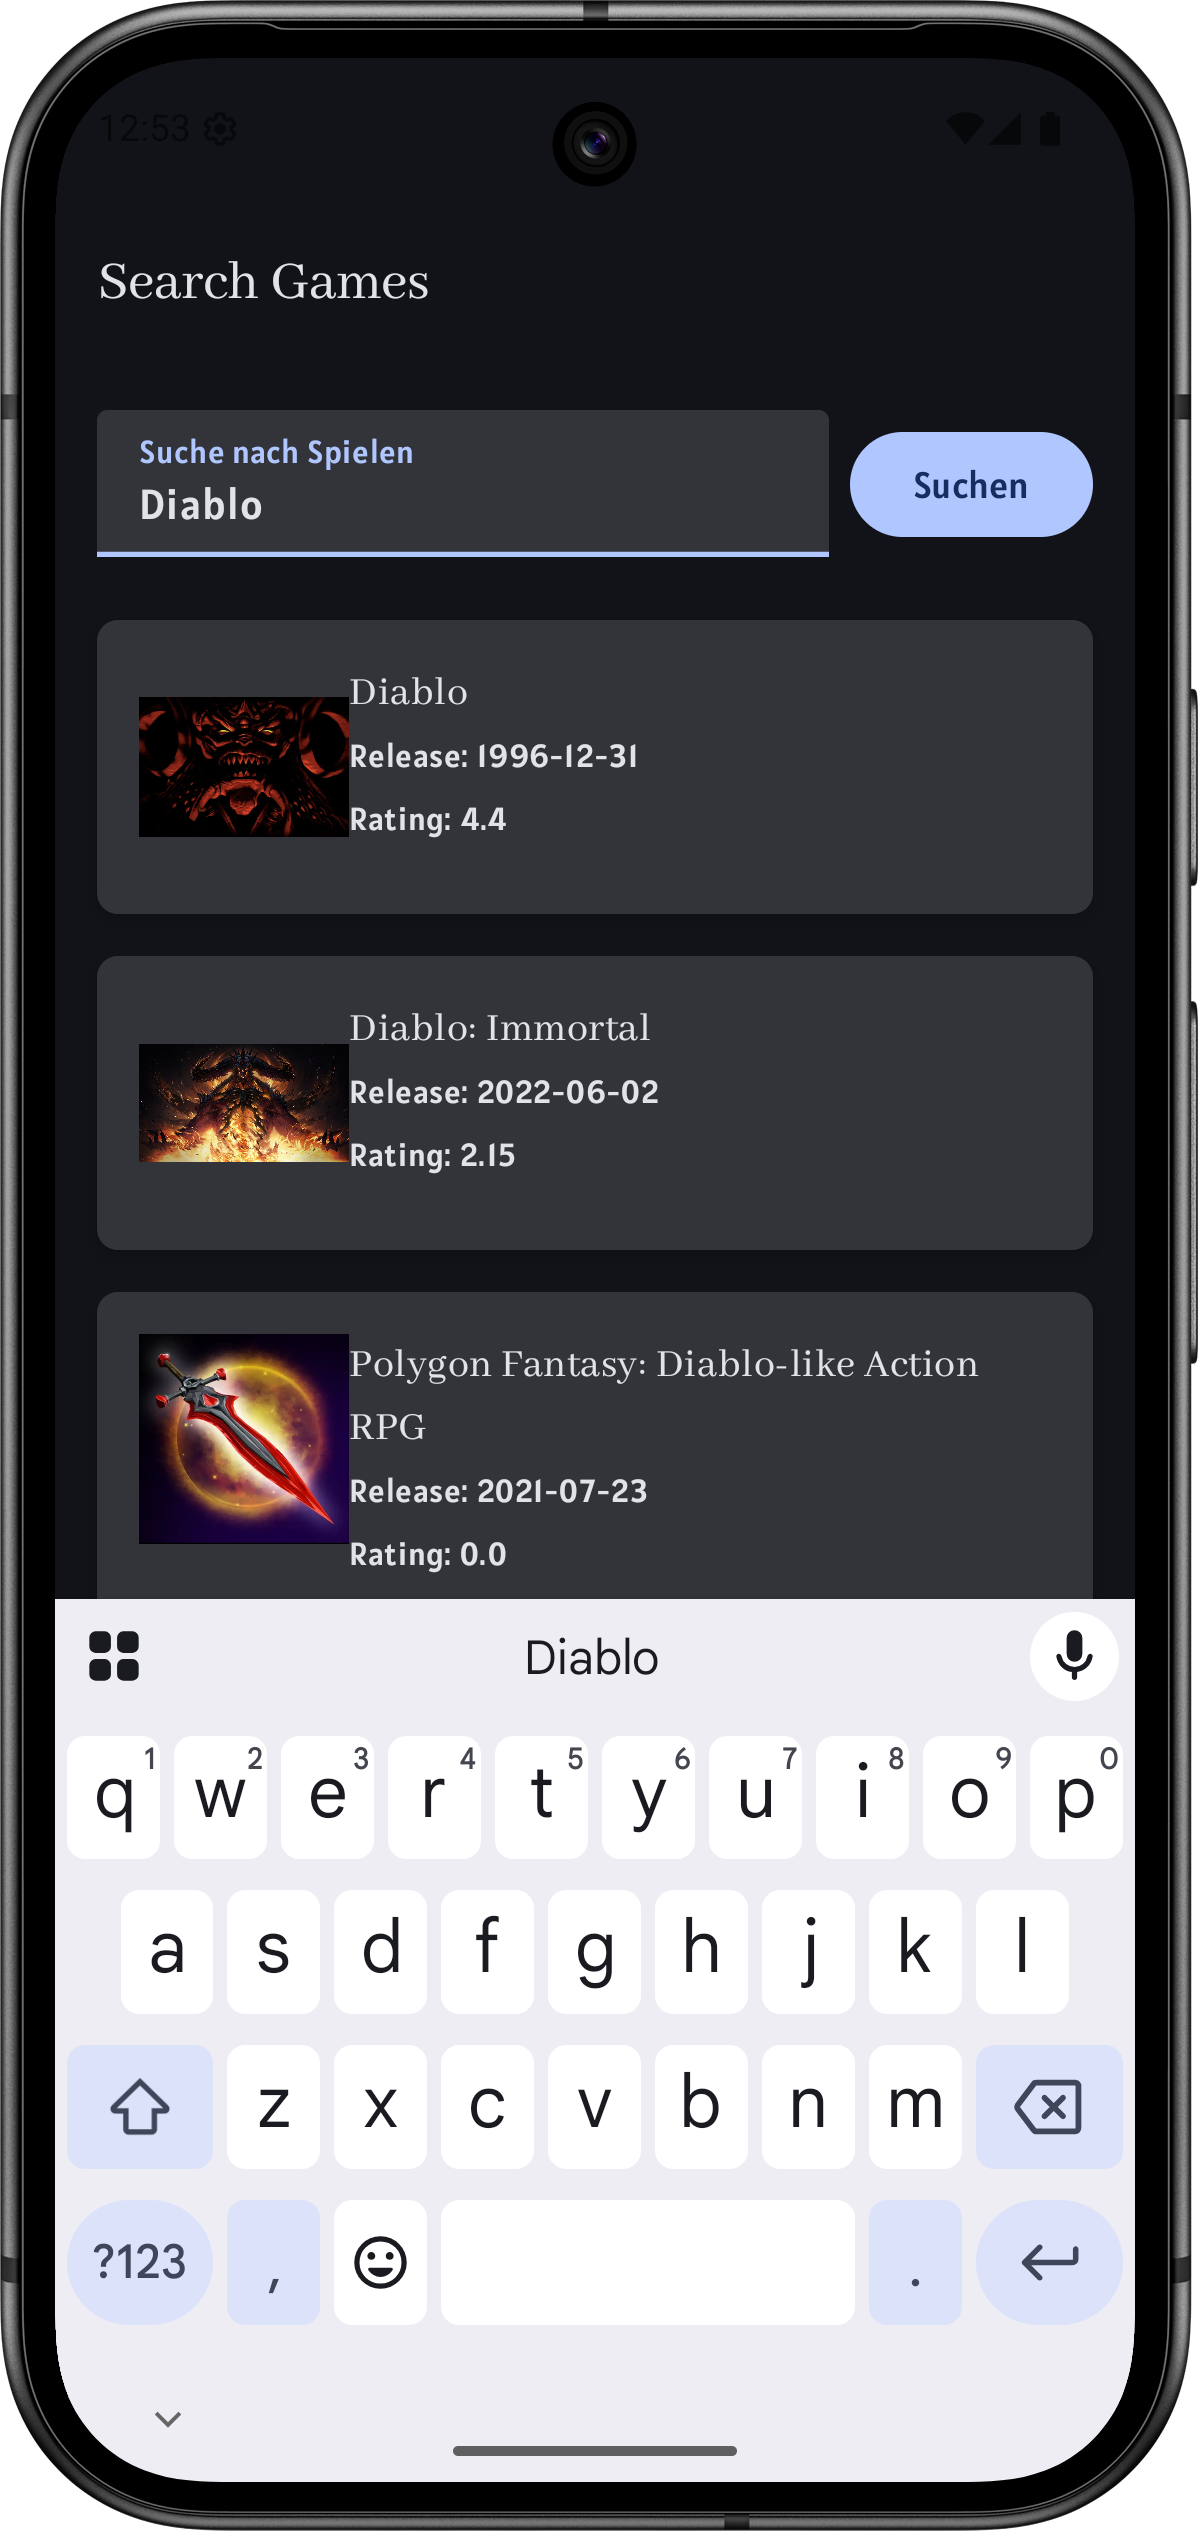 12:53
Search Games
Suche nach Spielen
Diablo
Suchen
Diablo
Release: 1996-12-31
Rating: 4.4
Diablo: Immortal
Release: 2022-06-02
Rating: 2.15
Polygon Fantasy: Diablo-like Action
RPG
Release: 2021-07-23
Rating: 0.0
Diablo
q 1 w 2 e 3 r 4 t 5 y 6 u 7 i 8 o 9 p 0
a s d f g h j k l
z x c v b n m
?123 , .